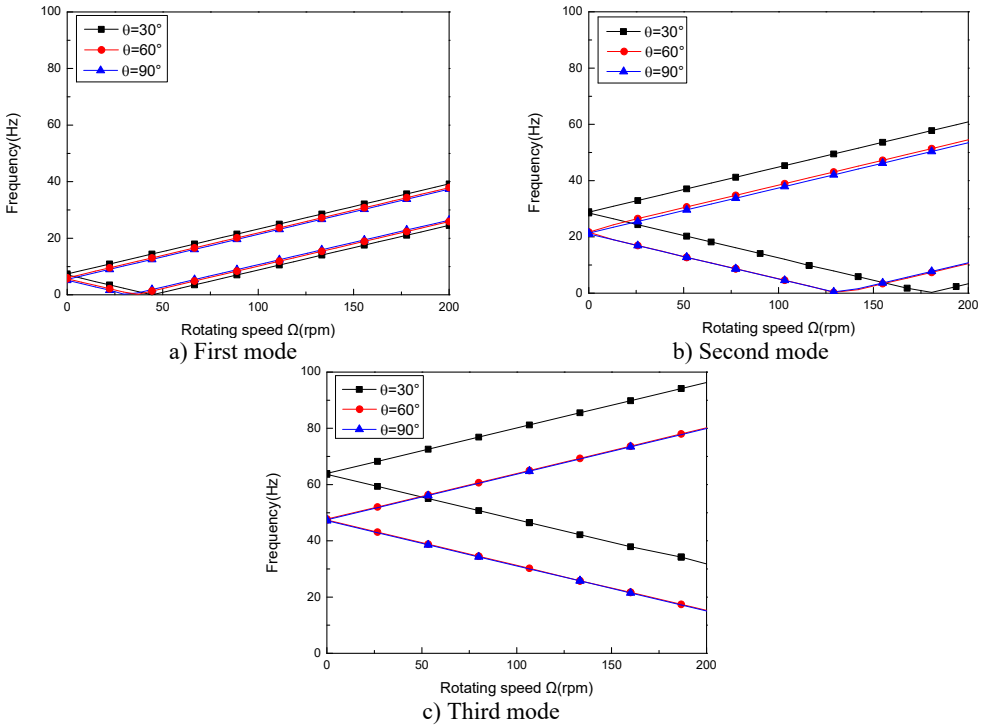 100
80
60
40
20
0
Frequency(Hz)
θ=30°
θ=60°
θ=90°
0 50 100 150 200
Rotating speed Ω(rpm)
a) First mode
100
80
60
40
20
0
Frequency(Hz)
θ=30°
θ=60°
θ=90°
0 50 100 150 200
Rotating speed Ω(rpm)
b) Second mode
100
80
60
40
20
0
Frequency(Hz)
θ=30°
θ=60°
θ=90°
0 50 100 150 200
Rotating speed Ω(rpm)
c) Third mode